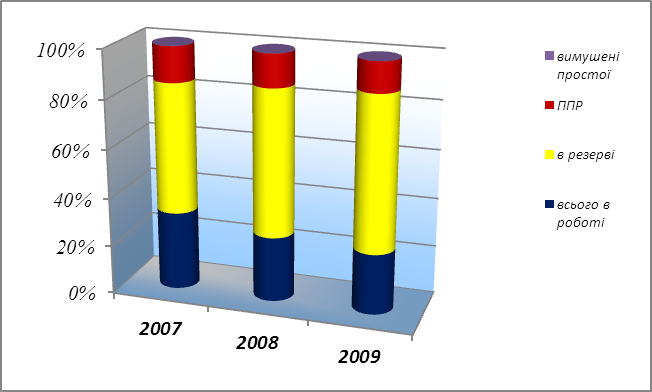 100%
80%
60%
40%
20%
0%
2007
2008
2009
вимушені
простої
ППР
в резерві
всього в
роботі